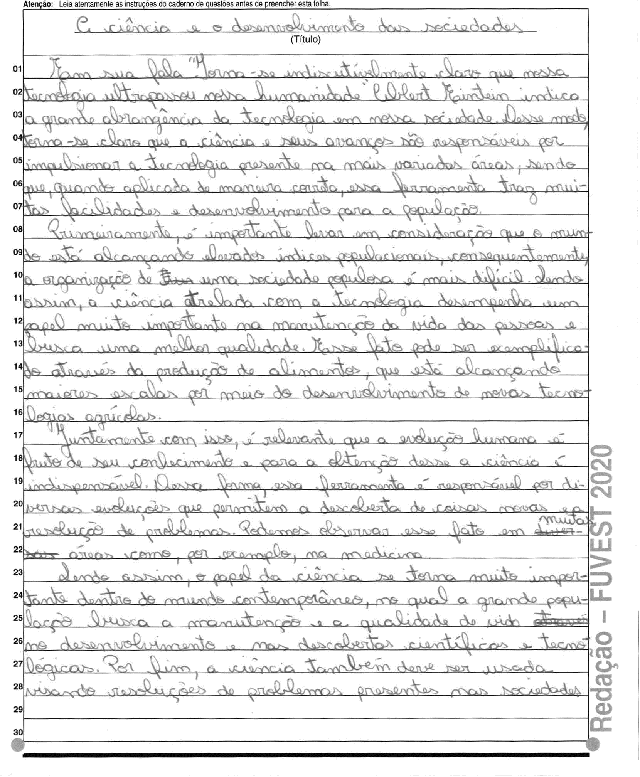 Atenção: Leia atentamente as instruções do caderno de questões antes de preencher esta folha.
A ciência e o desenvolvimento das sociedades
(Título)
01 Em sua fala "Torna-se indiscutivelmente claro que nossa
02 tecnologia ultrapassou nossa humanidade" Albert Einstein indica
03 a grande abrangência da tecnologia em nossa sociedade. Desse modo,
04 torna-se claro que a ciência e seus avanços são responsáveis por
05 impulsionar a tecnologia presente na mais variadas áreas, sendo
06 que, quando aplicada de maneira correta, essa ferramenta traz mui-
07 tas facilidades e desenvolvimento para a população.
08 Primeiramente, é importante levar em consideração que o mun-
09 do está alcançando elevados índices populacionais, consequentemente,
10 a organização de uma sociedade populosa é mais difícil. Sendo
11 assim, a ciência atrelada com a tecnologia desempenha um
12 papel muito importante na manutenção da vida das pessoas e
13 busca uma melhor qualidade. Esse fato pode ser exemplifica-
14 do através da produção de alimentos, que está alcançando
15 maiores escalas por meio do desenvolvimento de novas tecno-
16 logias agrícolas.
17 Juntamente com isso, é relevante que a evolução humana é
18 fruto de seu conhecimento e para a obtenção desse a ciência é
19 indispensável. Dessa forma, essa ferramenta é responsável por di-
20 versas evoluções que permitem a descoberta de coisas novas e
21 resolução de problemas. Podemos observar esse fato em muitas
22 áreas como, por exemplo, na medicina.
23 Sendo assim, o papel da ciência se torna muito impor-
24 tante dentro do mundo contemporâneo, no qual a grande popu-
25 lação busca a manutenção e a qualidade de vida
26 no desenvolvimento e nas descobertas científicas e tecno-
27 lógicas. Por fim, a ciência também deve ser usada
28 visando resoluções de problemas presentes nas sociedades
29
30
Redação – FUVEST 2020